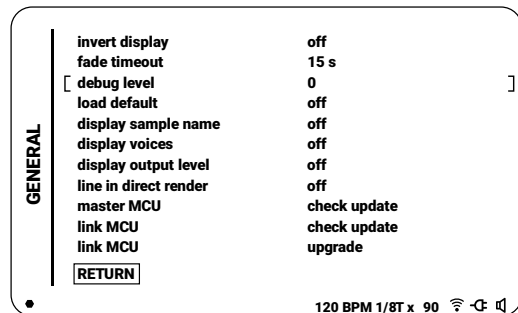 GENERAL
invert display off
fade timeout 15 s
[ debug level 0 ]
load default off
display sample name off
display voices off
display output level off
line in direct render off
master MCU check update
link MCU check update
link MCU upgrade
RETURN
120 BPM 1/8T x 90